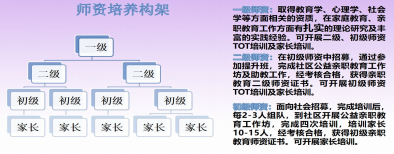 师资培养构架
一级
二级 二级
初级 初级 初级 初级
家长 家长 家长 家长
一级师资：取得教育学、心理学、社会
学等方面相关的资质，在家庭教育、亲
职教育工作方面有扎实的理论研究及丰
富的实践经验。可开展二级、初级师资
TOT培训及家长培训。
二级师资：在初级师资中招募，通过参
加提升班，完成社区公益亲职教育工作
坊及助教工作，经考核合格，获得亲职
教育二级师资证书。可开展初级师资
TOT培训及家长培训。
初级师资：面向社会招募，完成培训后，
每2-3人组队，到社区开展公益亲职教
育工作坊，完成四次培训，培训家长
10-15人，经考核合格，获得初级亲职
教育师资证书。可开展家长培训。